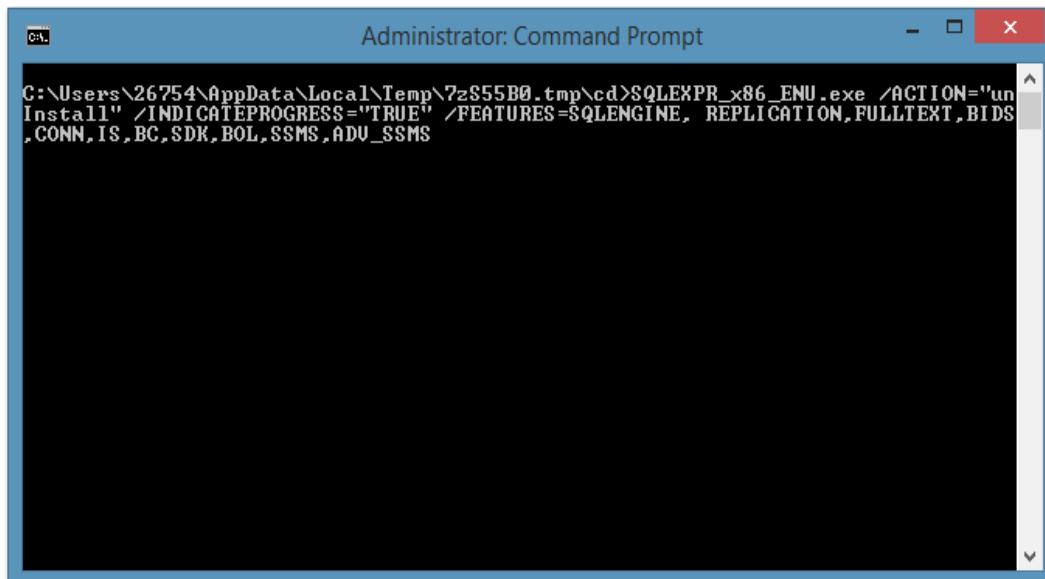 Administrator: Command Prompt
C:\Users\26754\AppData\Local\Temp\7zS55B0.tmp\cd>SQLEXPR_x86_ENU.exe /ACTION="un
Install" /INDICATEPROGRESS="TRUE" /FEATURES=SQLENGINE, REPLICATION,FULLTEXT,BIDS
,CONN,IS,BC,SDK,BOL,SSMS,ADV_SSMS